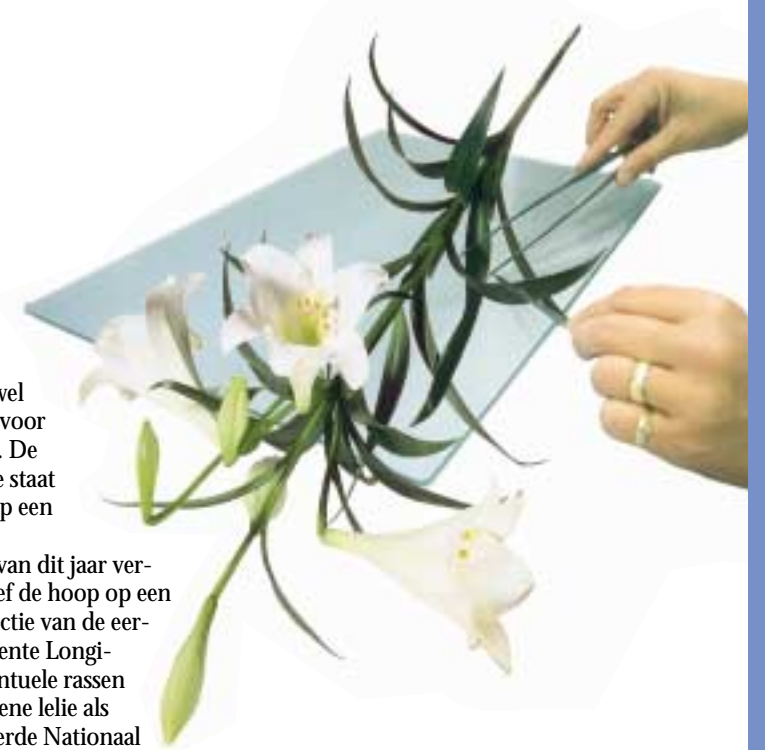 wel
voor
. De
e staat
p een
van dit jaar ver-
ef de hoop op een
ctie van de eer-
ente Longi-
ntuele rassen
ene lelie als
erde Nationaal